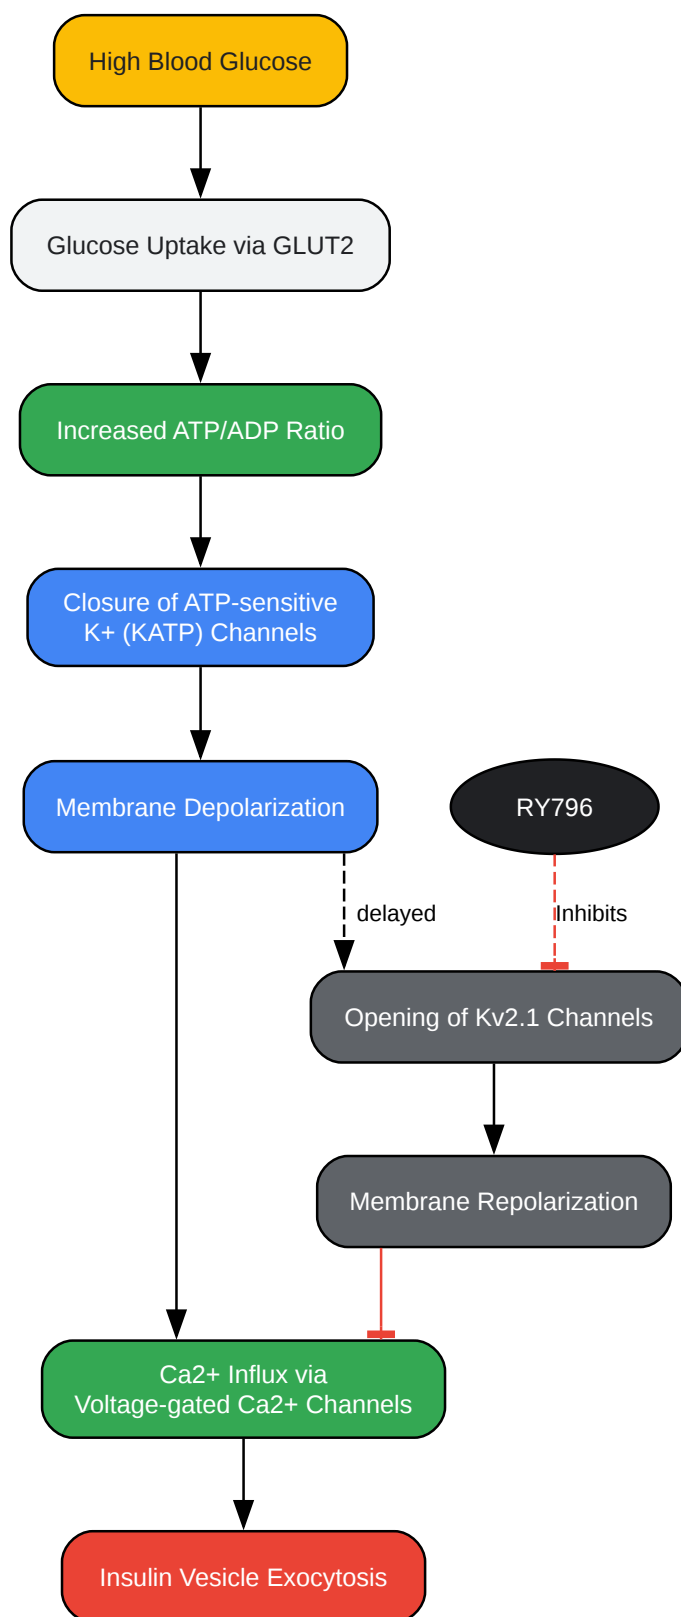 High Blood Glucose
Glucose Uptake via GLUT2
Increased ATP/ADP Ratio
Closure of ATP-sensitive
K+ (KATP) Channels
Membrane Depolarization
RY796
delayed
Inhibits
Opening of Kv2.1 Channels
Membrane Repolarization
Ca2+ Influx via
Voltage-gated Ca2+ Channels
Insulin Vesicle Exocytosis